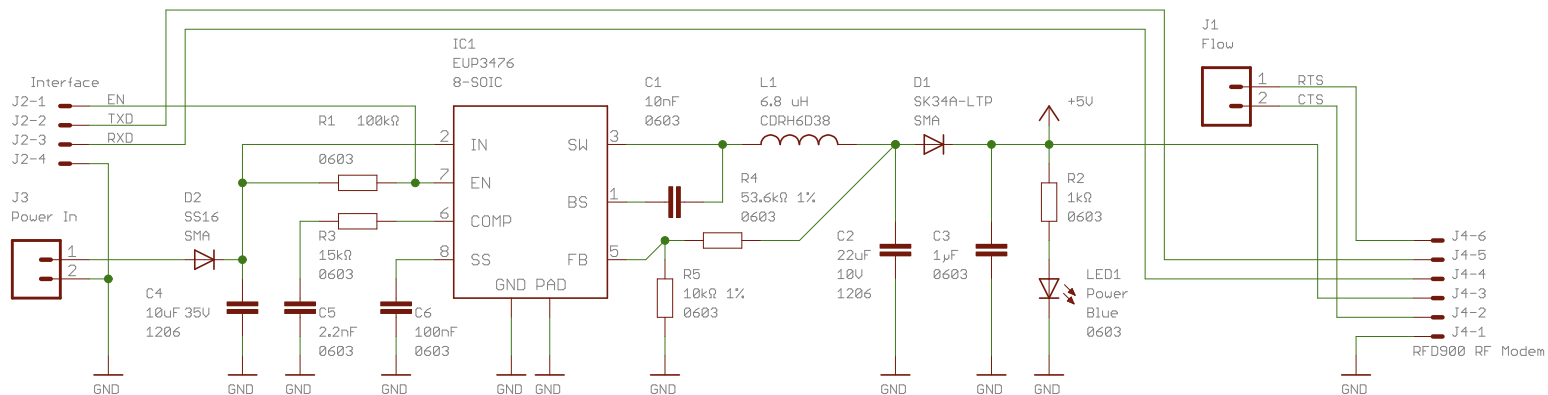 Interface
J2-1 EN
J2-2 TXD
J2-3 RXD
J2-4
J3
Power In
1
2
D2
SS16
SMA
C4
10uF 35V
1206
GND
GND
R1 100kΩ
0603
R3
15kΩ
0603
C5
2.2nF
0603
GND
C6
100nF
0603
GND
IC1
EUP3476
8-SOIC
2 IN
7 EN
6 COMP
8 SS
SW 3
BS 1
FB 5
GND PAD
GND
GND
C1
10nF
0603
L1
6.8 uH
CDRH6D38
R4
53.6kΩ 1%
0603
R5
10kΩ 1%
0603
GND
D1
SK34A-LTP
SMA
C2
22uF
10V
1206
GND
C3
1µF
0603
GND
+5V
R2
1kΩ
0603
LED1
Power
Blue
0603
GND
J1
Flow
1 RTS
2 CTS
J4-6
J4-5
J4-4
J4-3
J4-2
J4-1
RFD900 RF Modem
GND